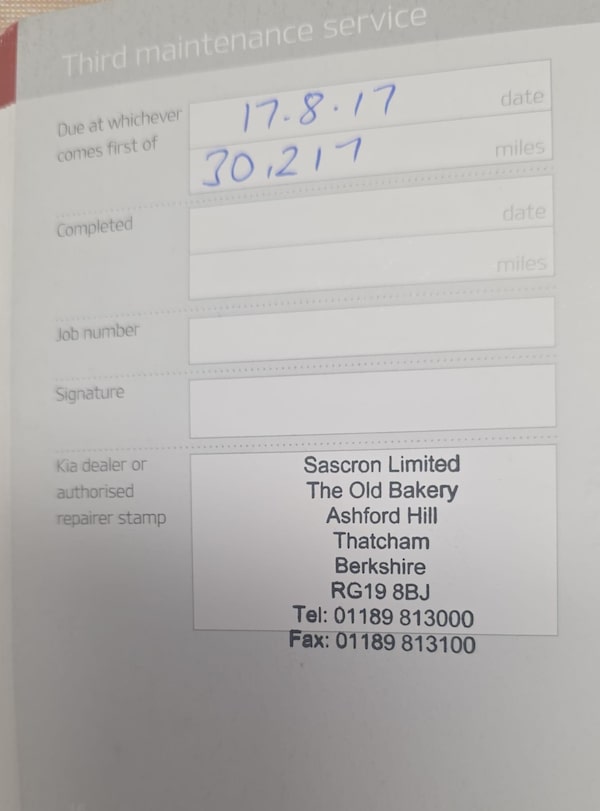 Third maintenance service
Due at whichever
comes first of
17.8.17 date
30,217 miles
Completed
date
miles
Job number
Signature
Kia dealer or
authorised
repairer stamp
Sascron Limited
The Old Bakery
Ashford Hill
Thatcham
Berkshire
RG19 8BJ
Tel: 01189 813000
Fax: 01189 813100